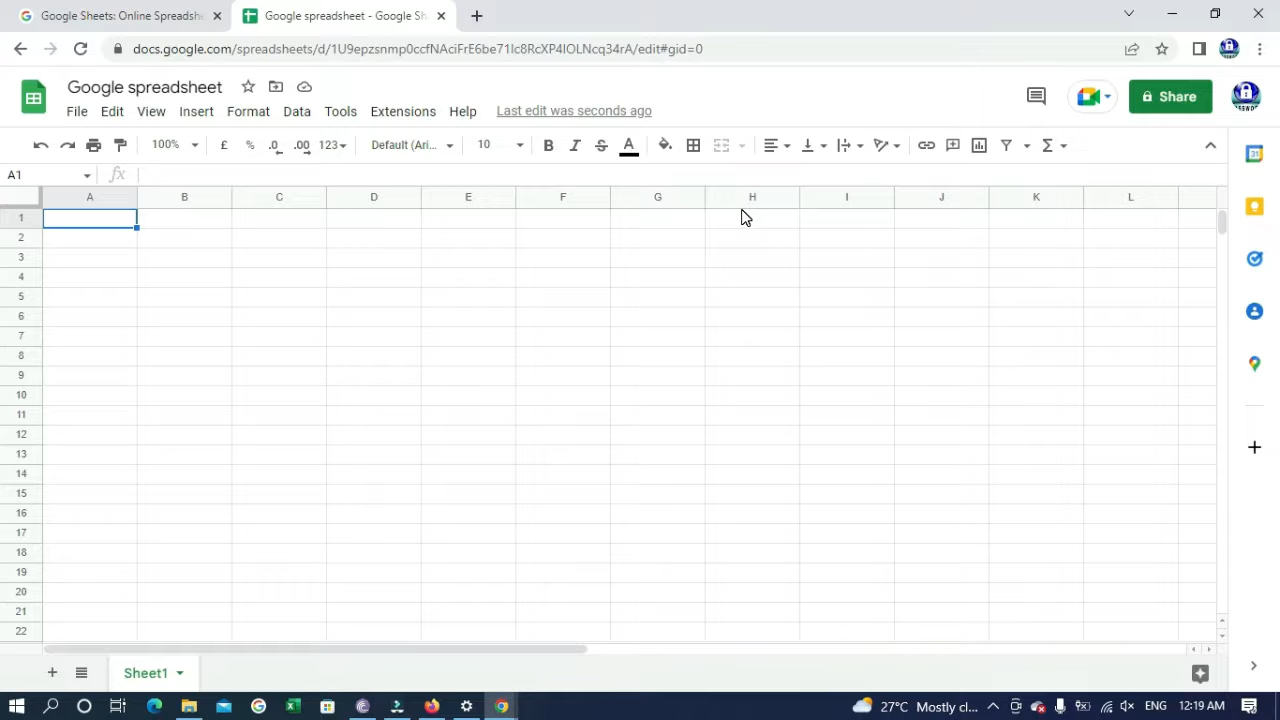 Google Sheets: Online Spreadsh
Google spreadsheet - Google Sh
docs.google.com/spreadsheets/d/1U9epzsnmp0ccfNAciFrE6be71Ic8RcXP4IOLNcq34rA/edit#gid=0
Google spreadsheet
File Edit View Insert Format Data Tools Extensions Help Last edit was seconds ago
Share
100% £ % .0 .00 123 Default (Ari... 10 B I S A Σ
31
A1 fx
A B C D E F G H I J K L
1
2
3
4
5
6
7
8
9
10
11
12
13
14
15
16
17
18
19
20
21
22
Sheet1
27°C Mostly cl... ENG 12:19 AM